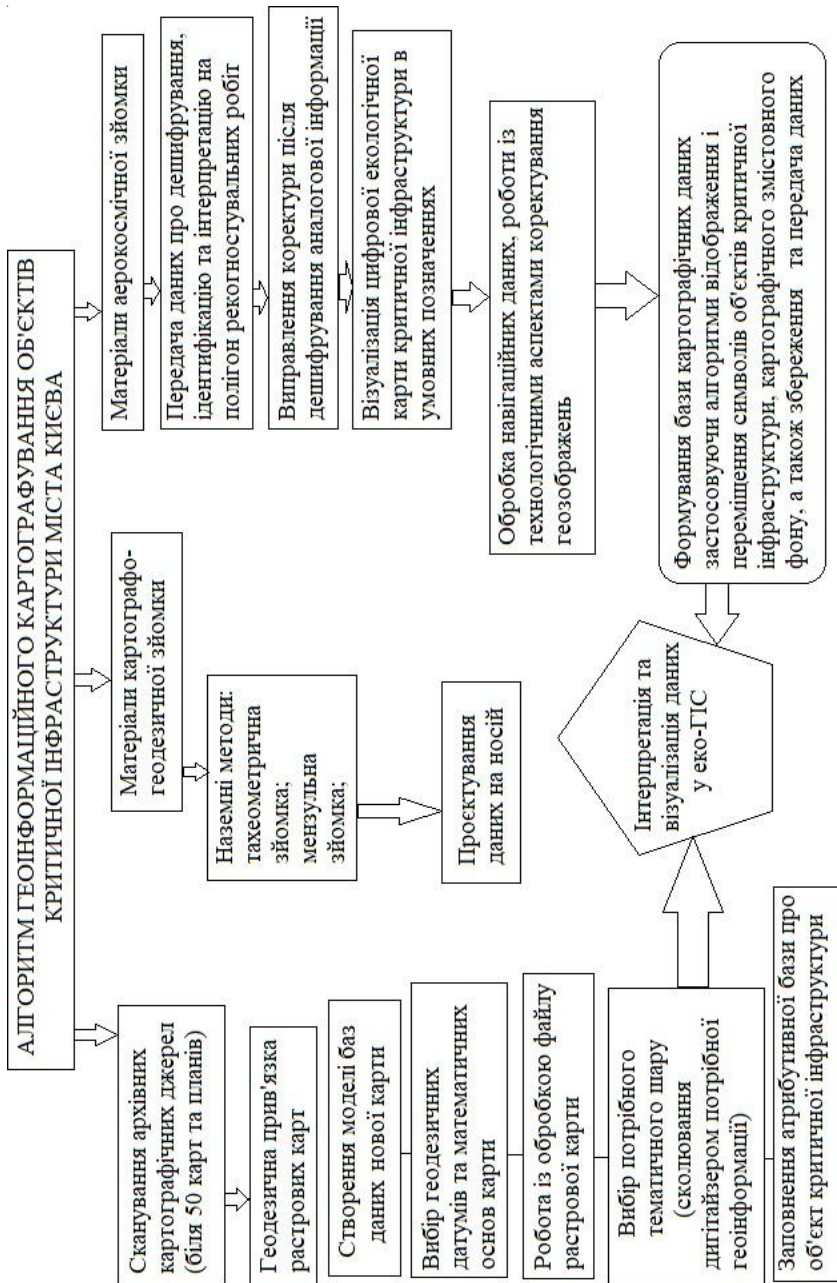 АЛГОРИТМ ГЕОІНФОРМАЦІЙНОГО КАРТОГРАФУВАННЯ ОБ'ЄКТІВ
КРИТИЧНОЇ ІНФРАСТРУКТУРИ МІСТА КИЄВА
Сканування архівних
картографічних джерел
(біля 50 карт та планів)
Геодезична прив'язка
растрових карт
Створення моделі баз
даних нової карти
Вибір геодезичних
датумів та математичних
основ карти
Робота із обробкою файлу
растрової карти
Вибір потрібного
тематичного шару
(сколювання
дигітайзером потрібної
геоінформації)
Заповнення атрибутивної бази про
об'єкт критичної інфраструктури
Матеріали картографо-
геодезичної зйомки
Наземні методи:
тахеометрична
зйомка;
мензульна
зйомка;
Проєктування
даних на носій
Інтерпретація та
візуалізація даних
у еко-ГІС
Матеріали аерокосмічної зйомки
Передача даних про дешифрування,
ідентифікацію та інтерпретацію на
полігон рекогностувальних робіт
Виправлення коректури після
дешифрування аналогової інформації
Візуалізація цифрової екологічної
карти критичної інфраструктури в
умовних позначеннях
Обробка навігаційних даних, роботи із
технологічними аспектами коректування
геозображень
Формування бази картографічних даних
застосовуючи алгоритми відображення і
переміщення символів об'єктів критичної
інфраструктури, картографічного змістовного
фону, а також збереження та передача даних